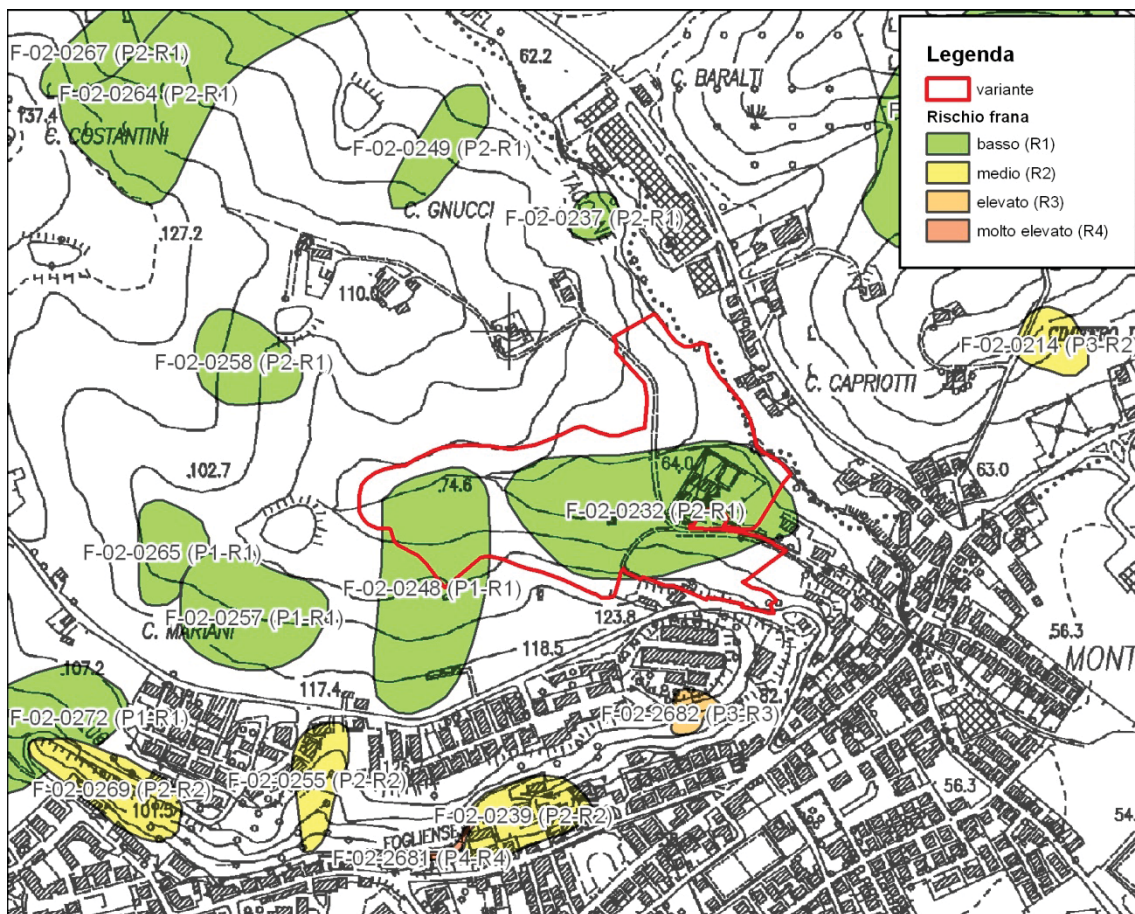 F-02-0267 (P2-R1)
F-02-0264 (P2-R1)
137.4
C. COSTANTINI
127.2
F-02-0249 (P2-R1)
C. GNUCCI
62.2
C. BARALTI
F-02-0237 (P2-R1)
Legenda
variante
Rischio frana
basso (R1)
medio (R2)
elevato (R3)
molto elevato (R4)
F-02-0258 (P2-R1)
F-02-0214 (P3-R2)
C. CAPRIOTTI
102.7
74.6
64.0
63.0
F-02-0232 (P2-R1)
F-02-0265 (P1-R1)
F-02-0248 (P1-R1)
F-02-0257 (P1-R1)
C. MARIANI
123.8
118.5
56.3
MONT
107.2
117.4
F-02-0272 (P1-R1)
F-02-2682 (P3-R3)
F-02-0255 (P2-R2)
F-02-0269 (P2-R2)
101.5
F-02-0239 (P2-R2)
56.3
54.
FOGLIENSE
F-02-2681 (P4-R4)